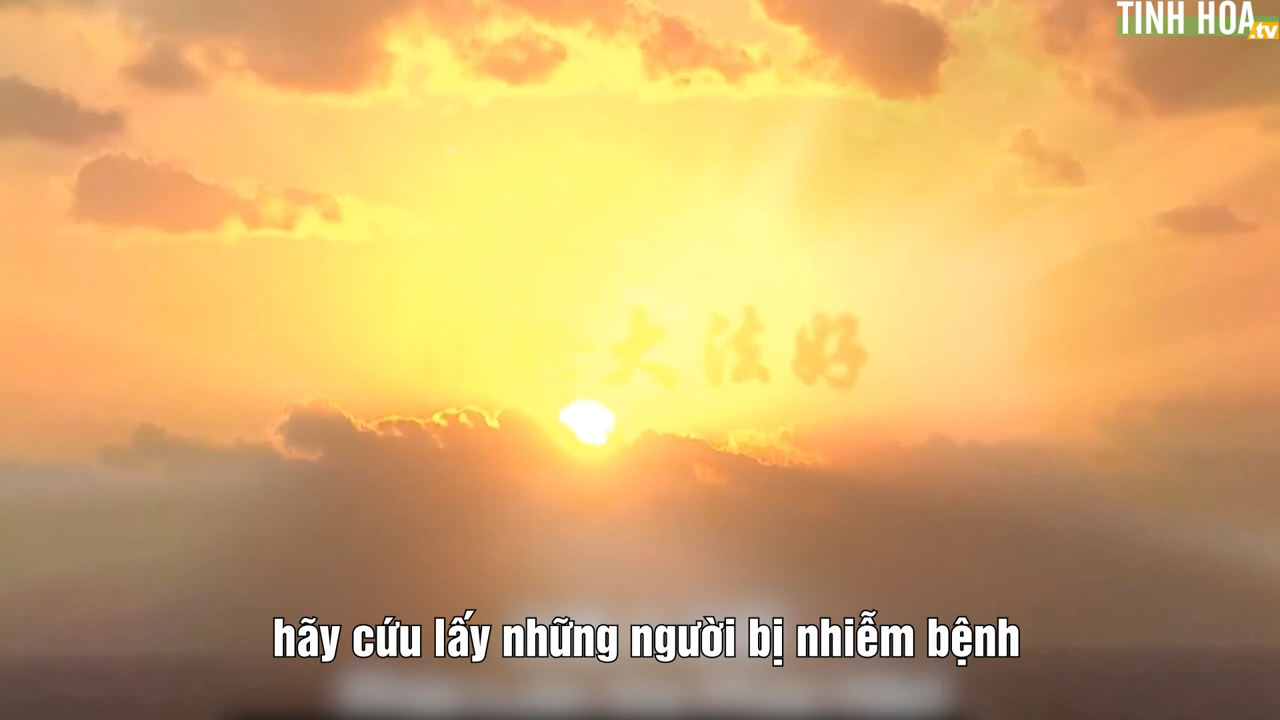 TINH HOA.tv
大法好
hãy cứu lấy những người bị nhiễm bệnh